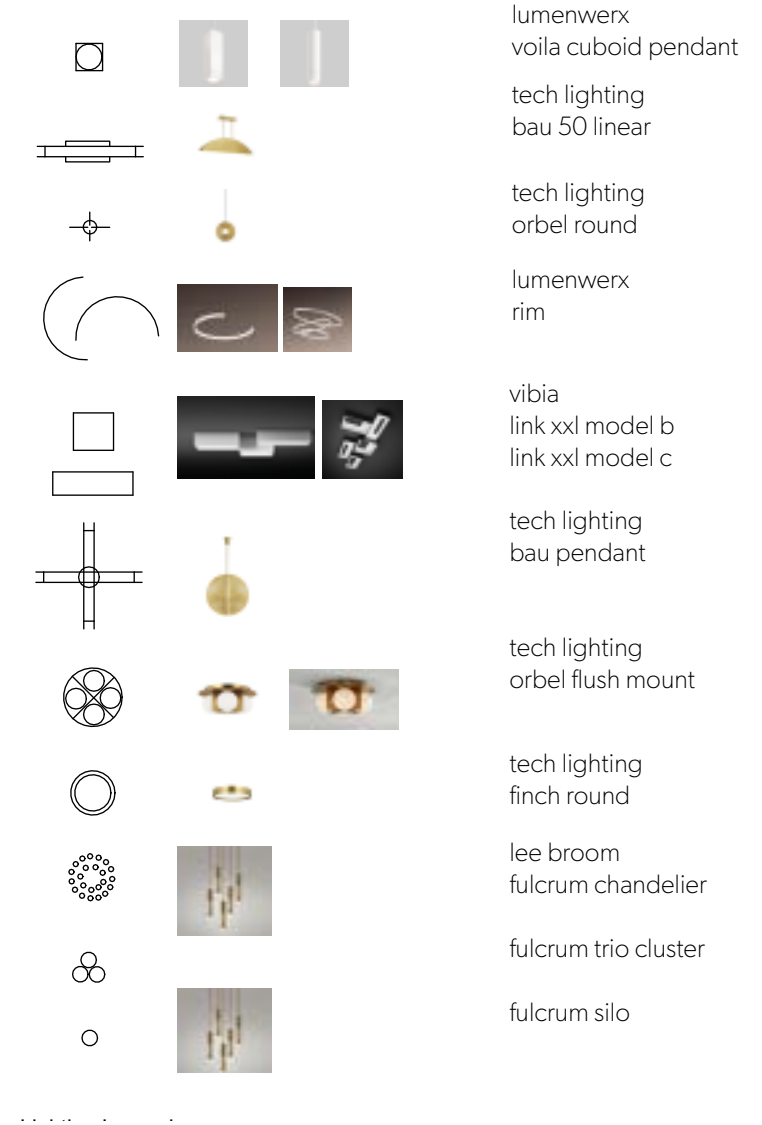 lumenwerx
voila cuboid pendant
tech lighting
bau 50 linear
tech lighting
orbel round
lumenwerx
rim
vibia
link xxl model b
link xxl model c
tech lighting
bau pendant
tech lighting
orbel flush mount
tech lighting
finch round
lee broom
fulcrum chandelier
fulcrum trio cluster
fulcrum silo